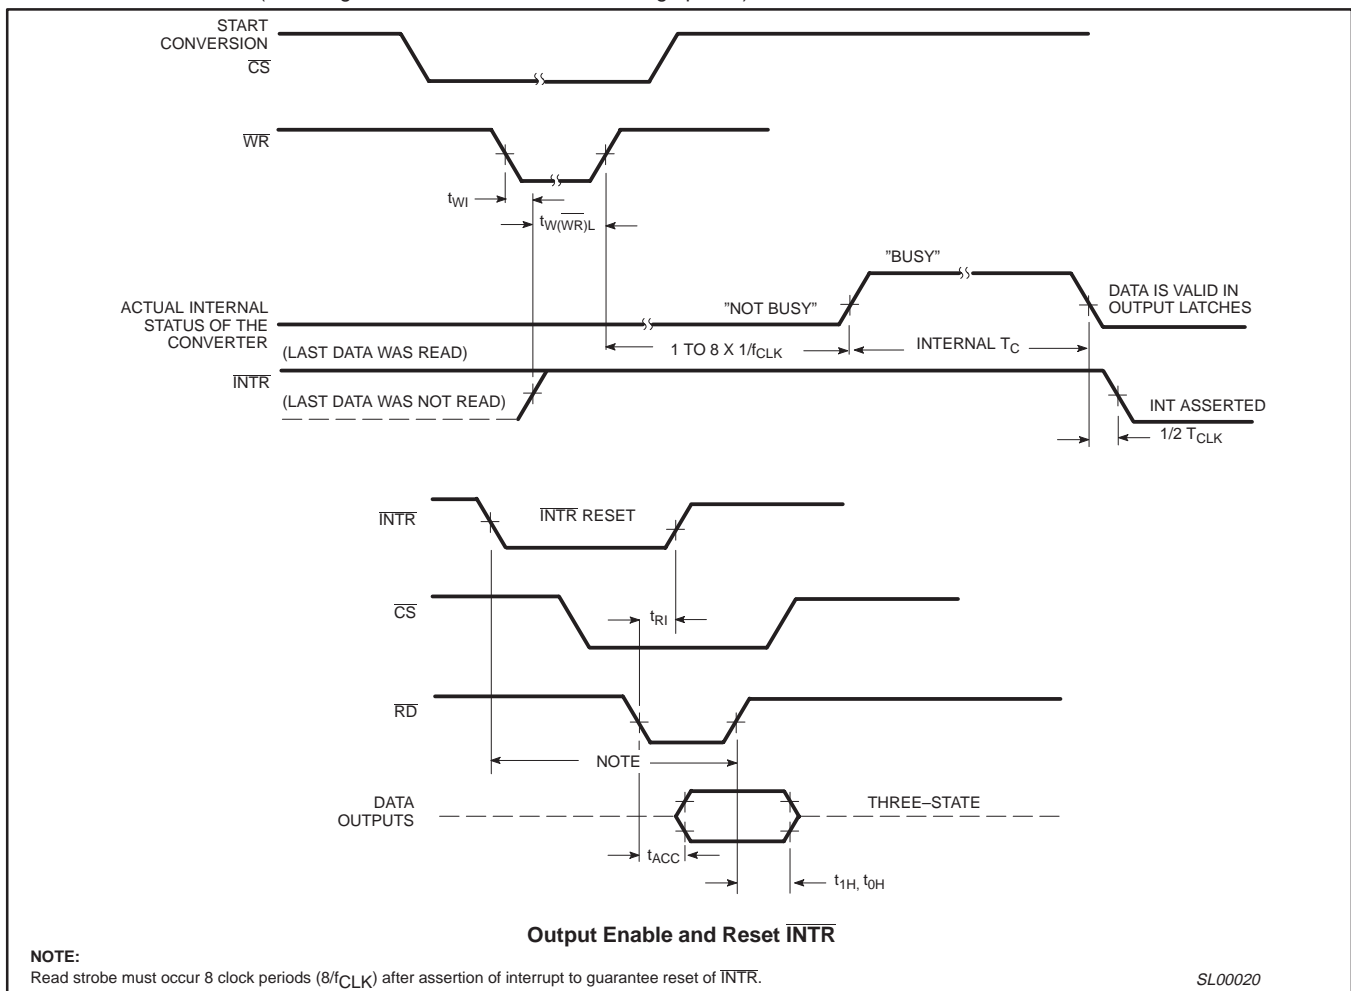 START
CONVERSION
CS
WR
tWI
tW(WR)L
"BUSY"
ACTUAL INTERNAL
STATUS OF THE
CONVERTER
"NOT BUSY"
DATA IS VALID IN
OUTPUT LATCHES
(LAST DATA WAS READ)
1 TO 8 X 1/fCLK
INTERNAL TC
INTR
(LAST DATA WAS NOT READ)
INT ASSERTED
1/2 TCLK
INTR
INTR RESET
CS
tRI
RD
NOTE
DATA
OUTPUTS
THREE–STATE
tACC
t1H, t0H
Output Enable and Reset INTR
NOTE:
Read strobe must occur 8 clock periods (8/fCLK) after assertion of interrupt to guarantee reset of INTR.
SL00020